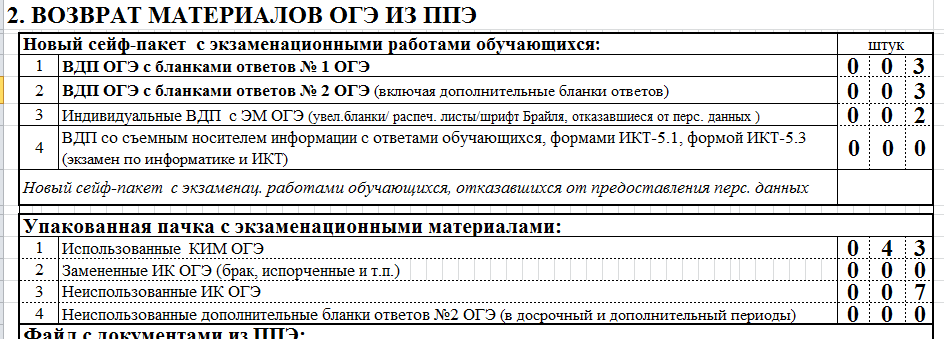 2. ВОЗВРАТ МАТЕРИАЛОВ ОГЭ ИЗ ППЭ
Новый сейф-пакет с экзаменационными работами обучающихся: штук
1 ВДП ОГЭ с бланками ответов № 1 ОГЭ 0 0 3
2 ВДП ОГЭ с бланками ответов № 2 ОГЭ (включая дополнительные бланки ответов) 0 0 3
3 Индивидуальные ВДП с ЭМ ОГЭ (увел.бланки/ распеч. листы/шрифт Брайля, отказавшиеся от перс. данных ) 0 0 2
4 ВДП со съемным носителем информации с ответами обучающихся, формами ИКТ-5.1, формой ИКТ-5.3
(экзамен по информатике и ИКТ) 0 0 0
Новый сейф-пакет с экзаменац. работами обучающихся, отказавшихся от предоставления перс. данных
Упакованная пачка с экзаменационными материалами:
1 Использованные КИМ ОГЭ 0 4 3
2 Замененные ИК ОГЭ (брак, испорченные и т.п.) 0 0 0
3 Неиспользованные ИК ОГЭ 0 0 7
4 Неиспользованные дополнительные бланки ответов №2 ОГЭ (в досрочный и дополнительный периоды) 0 0 0
Файл с документами из ППЭ: